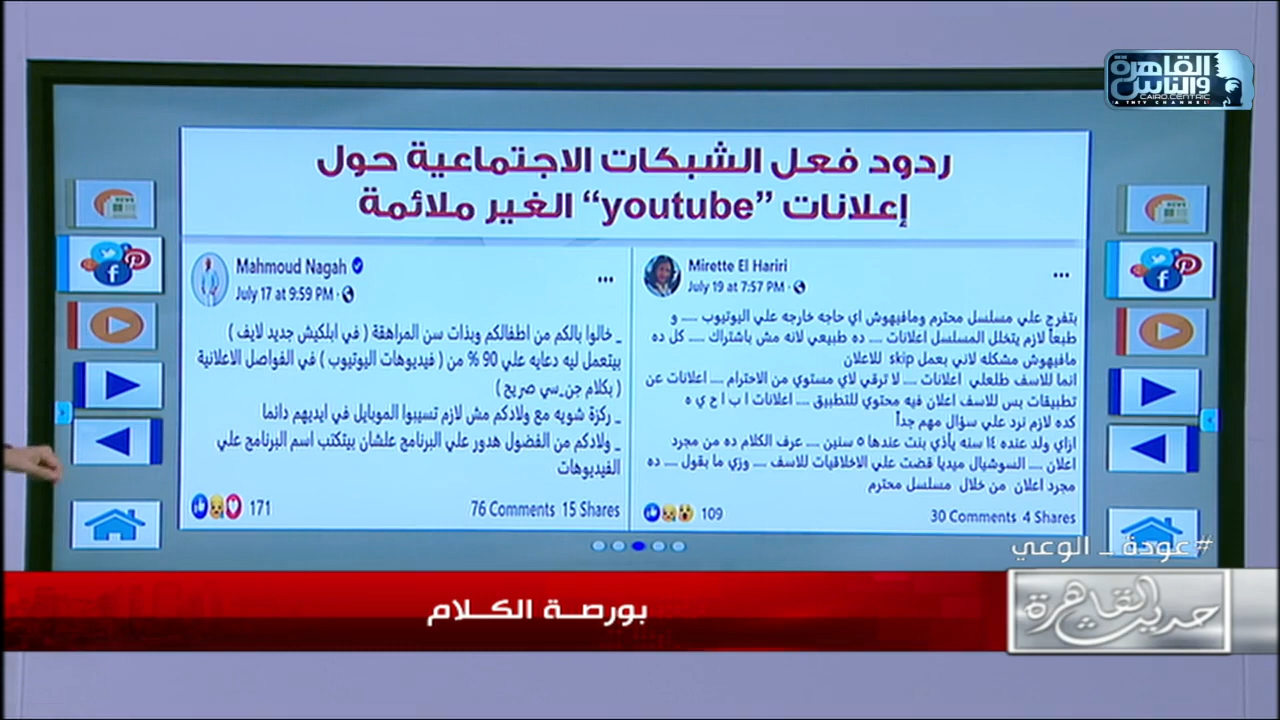 القاهرة
والناس
CAIRO.CENTRIC
A TNTV CHANNEL
ردود فعل الشبكات الاجتماعية حول
إعلانات "youtube" الغير ملائمة
Mirette El Hariri
July 19 at 7:57 PM
بتفرج علي مسلسل محترم ومافيهوش اي حاجه خارجه علي اليوتيوب ..... و
طبعاً لازم يتخلل المسلسل اعلانات .... ده طبيعي لانه مش باشتراك ..... كل ده
مافيهوش مشكله لاني بعمل skip للاعلان
انما للاسف طلعلي اعلانات .... لا ترقي لاي مستوي من الاحترام .... اعلانات عن
تطبيقات بس للاسف اعلان فيه محتوي للتطبيق .... اعلانات ا ب ا ح ي ه
كده لازم نرد علي سؤال مهم جداً
ازاي ولد عنده ١٤ سنه يأذي بنت عندها ٥ سنين .... عرف الكلام ده من مجرد
اعلان .... السوشيال ميديا قضت علي الاخلاقيات للاسف .... وزي ما بقول .... ده
مجرد اعلان من خلال مسلسل محترم
109
30 Comments 4 Shares
Mahmoud Nagah
July 17 at 9:59 PM
_ خالوا بالكم من اطفالكم وبذات سن المراهقة ( في ابلكيش جديد لايف )
بيتعمل ليه دعايه علي 90 % من ( فيديوهات اليوتيوب ) في الفواصل الاعلانية
( بكلام جن_سي صريح )
_ ركزة شويه مع ولادكم مش لازم تسيبوا الموبايل في ايديهم دائما
_ ولادكم من الفضول هدور علي البرنامج علشان بيتكتب اسم البرنامج علي
الفيديوهات
171
76 Comments 15 Shares
NEWS
NEWS
#عودة _ الوعي
حديث القاهرة
بورصة الكلام